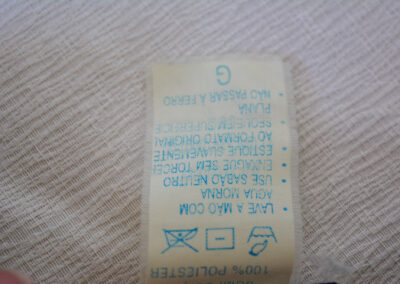 100% POLIESTER
• LAVE A MÃO COM
ÁGUA MORNA
• USE SABÃO NEUTRO
• ENXAGUE SEM TORCER
• ESTIQUE SUAVEMENTE
AO FORMATO ORIGINAL
• SEQUE EM SUPERFÍCIE
PLANA
• NÃO PASSAR À FERRO
G